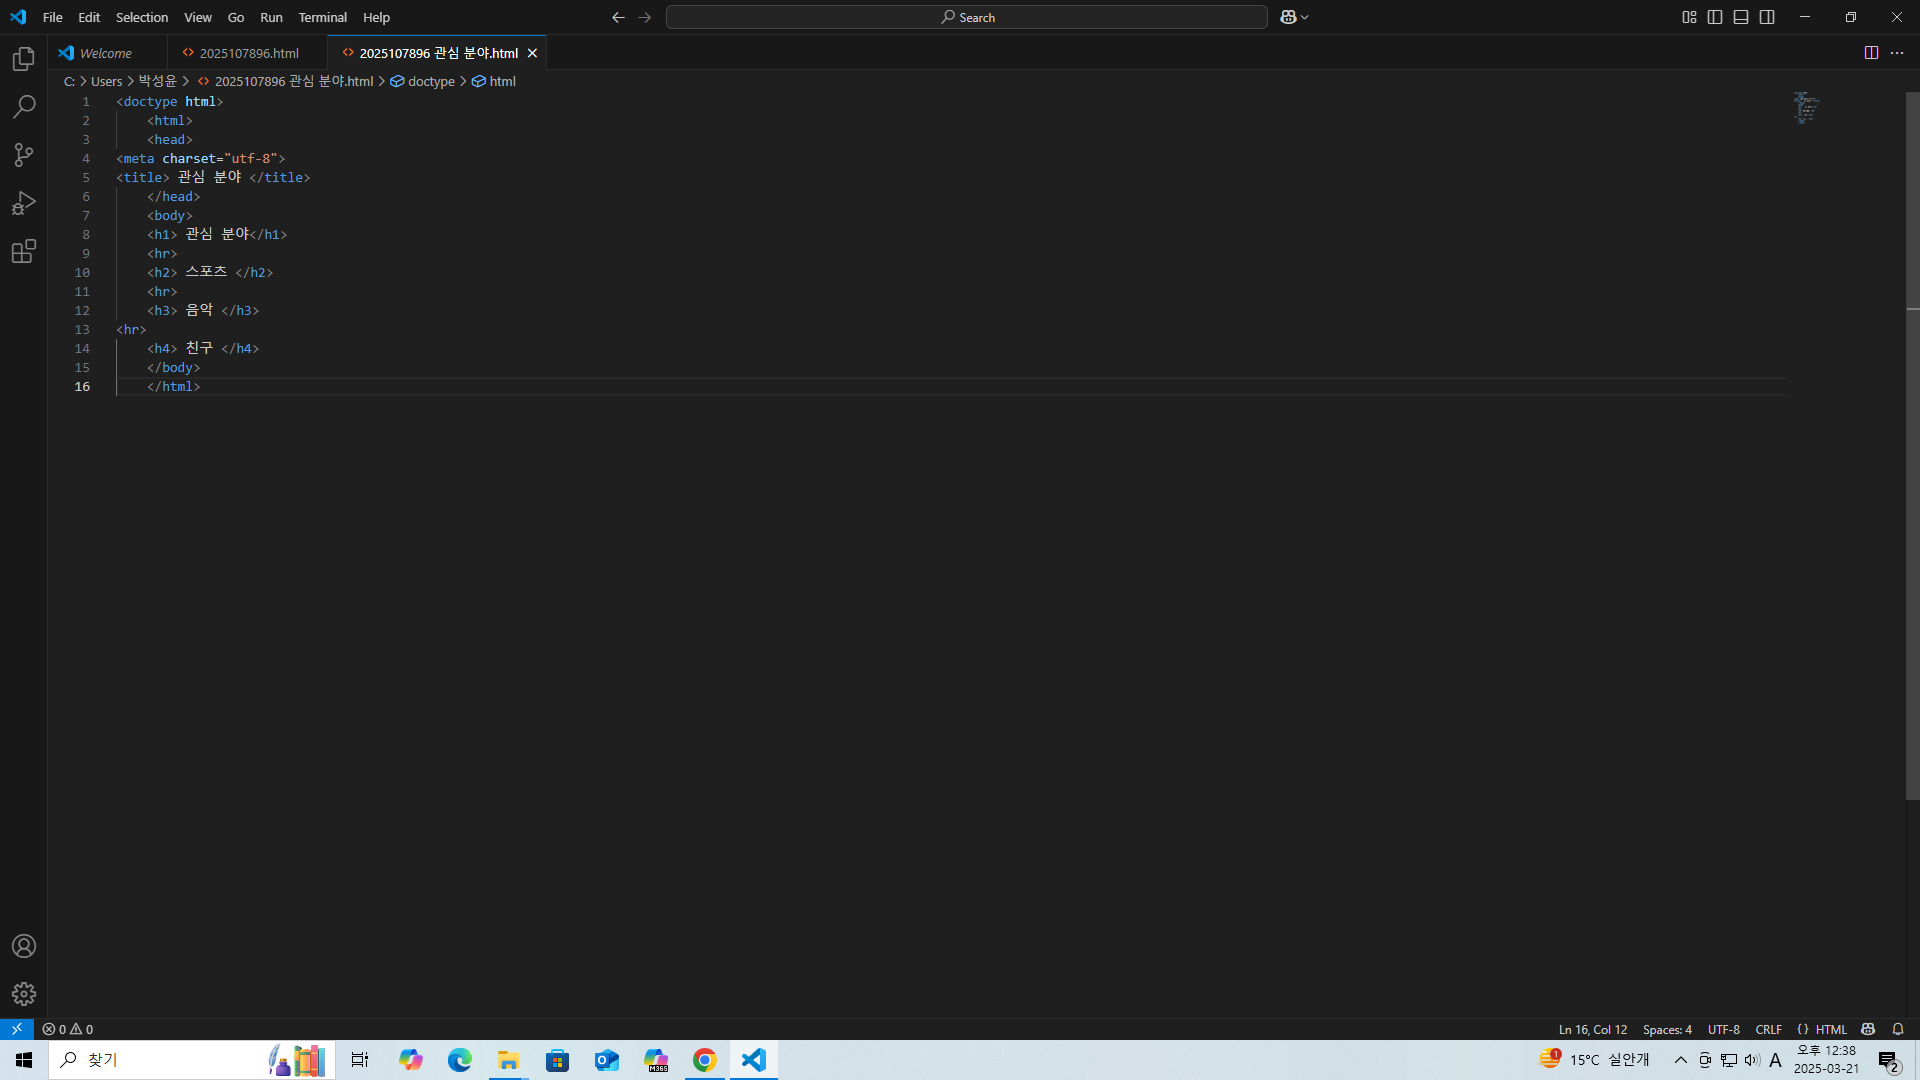 File Edit Selection View Go Run Terminal Help
Search
Welcome
2025107896.html
2025107896 관심 분야.html
C: > Users > 박성윤 > 2025107896 관심 분야.html > doctype > html
1 <doctype html>
2 <html>
3 <head>
4 <meta charset="utf-8">
5 <title> 관심 분야 </title>
6 </head>
7 <body>
8 <h1> 관심 분야</h1>
9 <hr>
10 <h2> 스포츠 </h2>
11 <hr>
12 <h3> 음악 </h3>
13 <hr>
14 <h4> 친구 </h4>
15 </body>
16 </html>
0 0
Ln 16, Col 12 Spaces: 4 UTF-8 CRLF {} HTML
찾기
M365
1
15°C 실안개
A
오후 12:38
2025-03-21
2